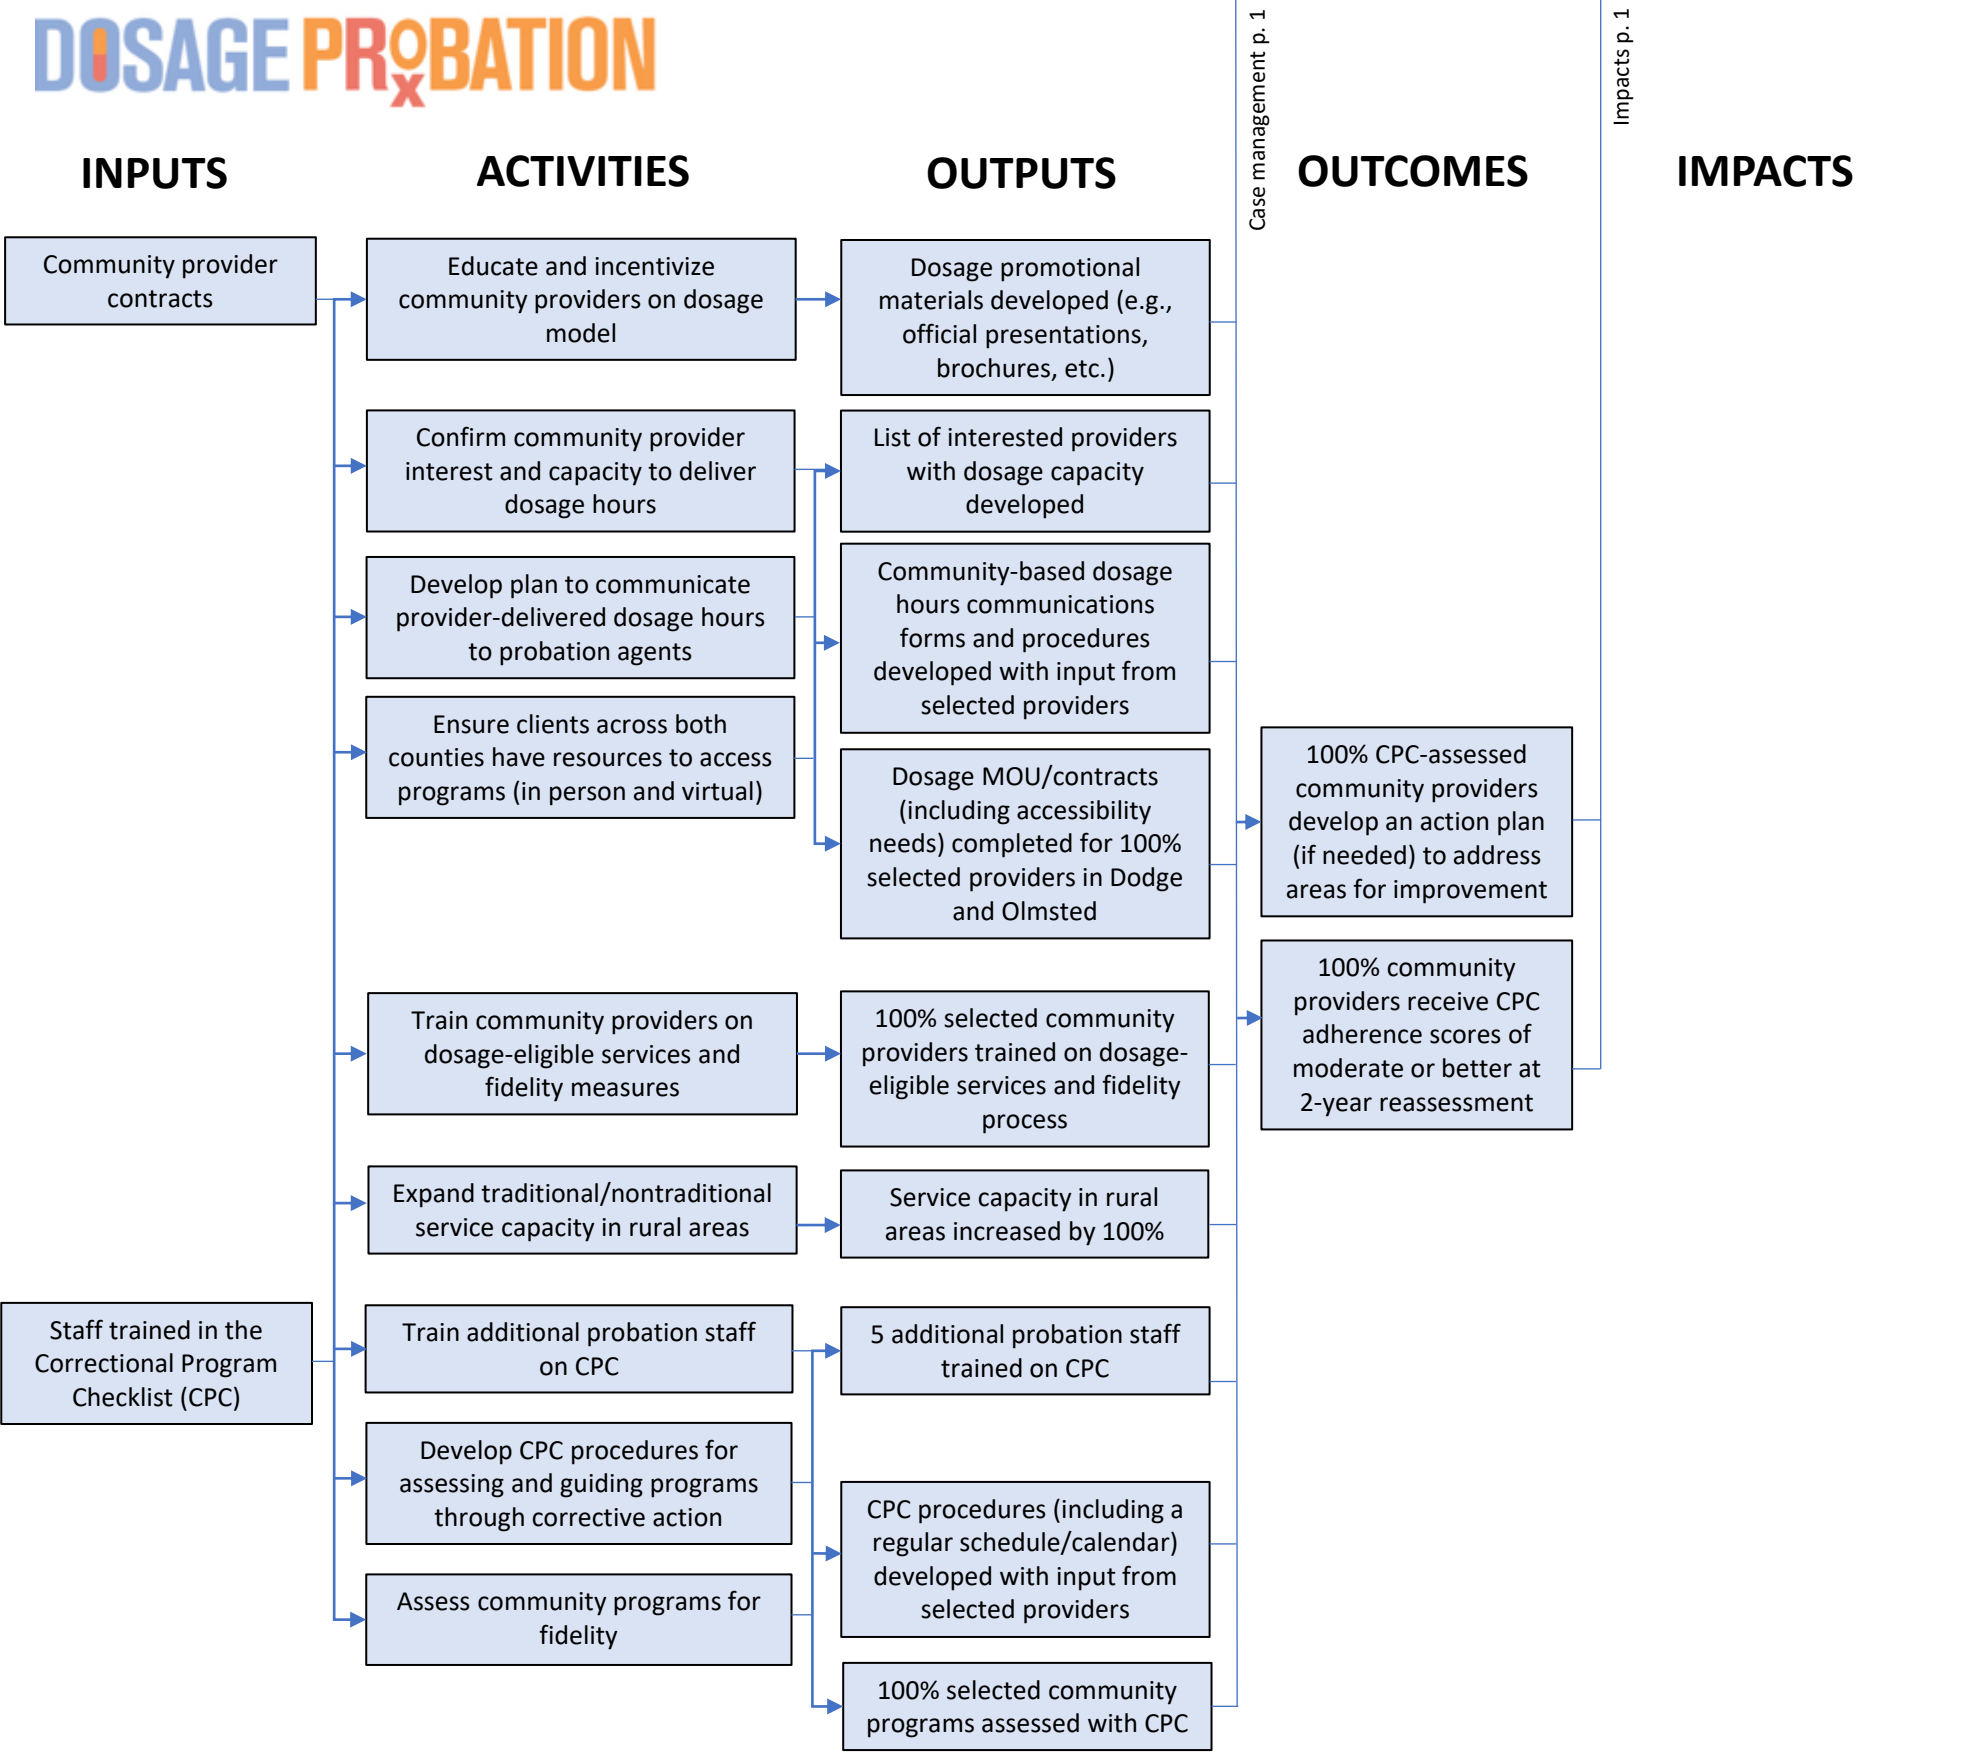 DOSAGE PROBATION
Case management p. 1
Impacts p. 1
INPUTS
ACTIVITIES
OUTPUTS
OUTCOMES
IMPACTS
Community provider
contracts
Staff trained in the
Correctional Program
Checklist (CPC)
Educate and incentivize
community providers on dosage
model
Confirm community provider
interest and capacity to deliver
dosage hours
Develop plan to communicate
provider-delivered dosage hours
to probation agents
Ensure clients across both
counties have resources to access
programs (in person and virtual)
Train community providers on
dosage-eligible services and
fidelity measures
Expand traditional/nontraditional
service capacity in rural areas
Train additional probation staff
on CPC
Develop CPC procedures for
assessing and guiding programs
through corrective action
Assess community programs for
fidelity
Dosage promotional
materials developed (e.g.,
official presentations,
brochures, etc.)
List of interested providers
with dosage capacity
developed
Community-based dosage
hours communications
forms and procedures
developed with input from
selected providers
Dosage MOU/contracts
(including accessibility
needs) completed for 100%
selected providers in Dodge
and Olmsted
100% selected community
providers trained on dosage-
eligible services and fidelity
process
Service capacity in rural
areas increased by 100%
5 additional probation staff
trained on CPC
CPC procedures (including a
regular schedule/calendar)
developed with input from
selected providers
100% selected community
programs assessed with CPC
100% CPC-assessed
community providers
develop an action plan
(if needed) to address
areas for improvement
100% community
providers receive CPC
adherence scores of
moderate or better at
2-year reassessment